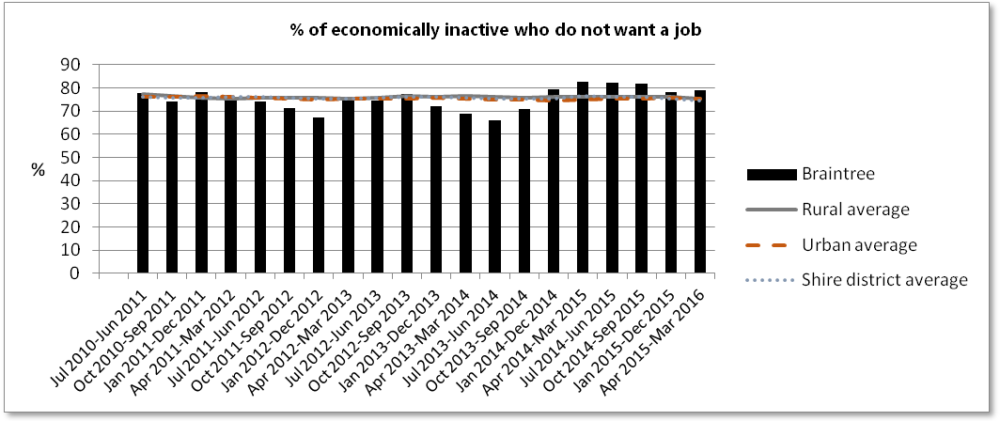 % of economically inactive who do not want a job
90
80
70
60
50
40
30
20
10
0
%
Jul 2010-Jun 2011
Oct 2010-Sep 2011
Jan 2011-Dec 2011
Apr 2011-Mar 2012
Jul 2011-Jun 2012
Oct 2011-Sep 2012
Jan 2012-Dec 2012
Apr 2012-Mar 2013
Jul 2012-Jun 2013
Oct 2012-Sep 2013
Jan 2013-Dec 2013
Apr 2013-Mar 2014
Jul 2013-Jun 2014
Oct 2013-Sep 2014
Jan 2014-Dec 2014
Apr 2014-Mar 2015
Jul 2014-Jun 2015
Oct 2014-Sep 2015
Jan 2015-Dec 2015
Apr 2015-Mar 2016
Braintree
Rural average
Urban average
Shire district average